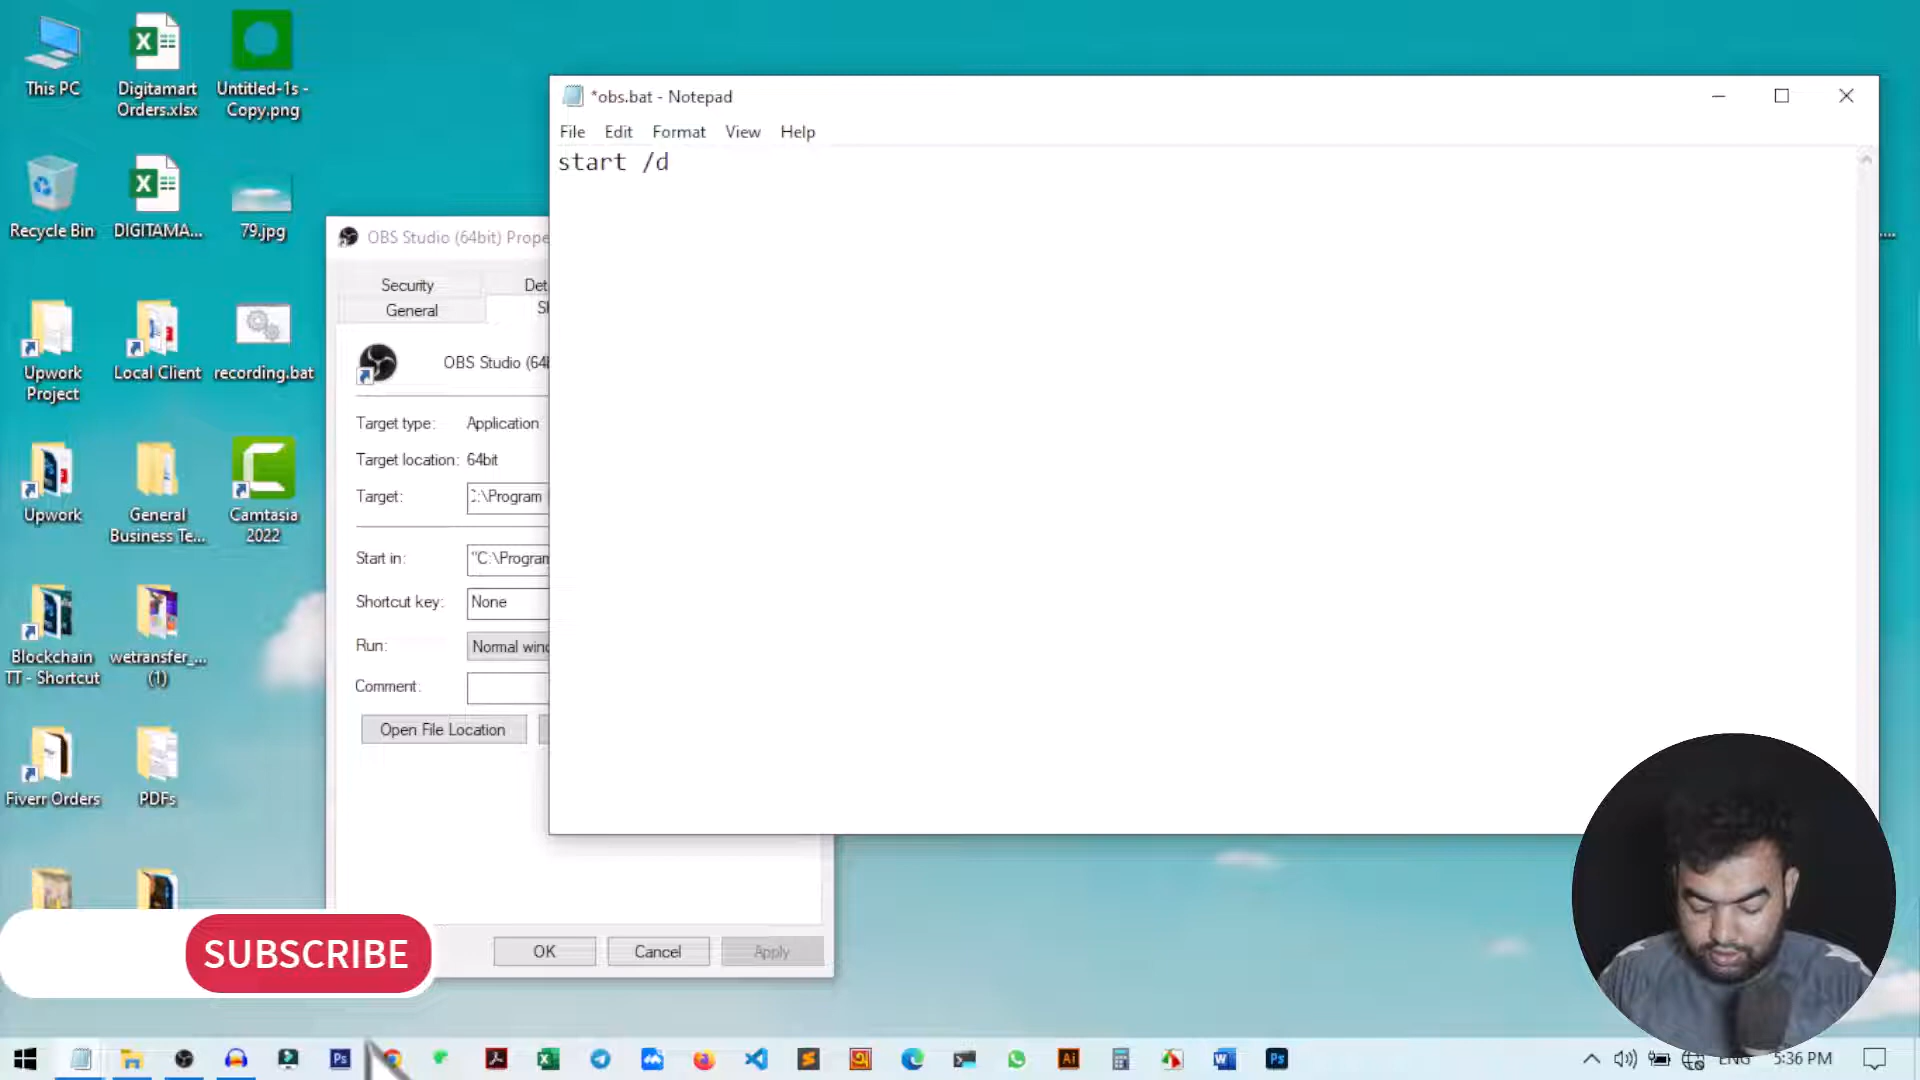 This PC
Digitamart
Orders.xlsx
Untitled-1s -
Copy.png
Recycle Bin
DIGITAMA...
79.jpg
Upwork
Project
Local Client
recording.bat
Upwork
General
Business Te...
Camtasia
2022
Blockchain
TT - Shortcut
wetransfer_...
(1)
Fiverr Orders
PDFs
*obs.bat - Notepad
File Edit Format View Help
start /d
OBS Studio (64bit) Prope
Security
Det
General
OBS Studio (64
Target type: Application
Target location: 64bit
Target: C:\Program
Start in: "C:\Program
Shortcut key: None
Run: Normal wind
Comment:
Open File Location
OK Cancel Apply
SUBSCRIBE
ENG 5:36 PM